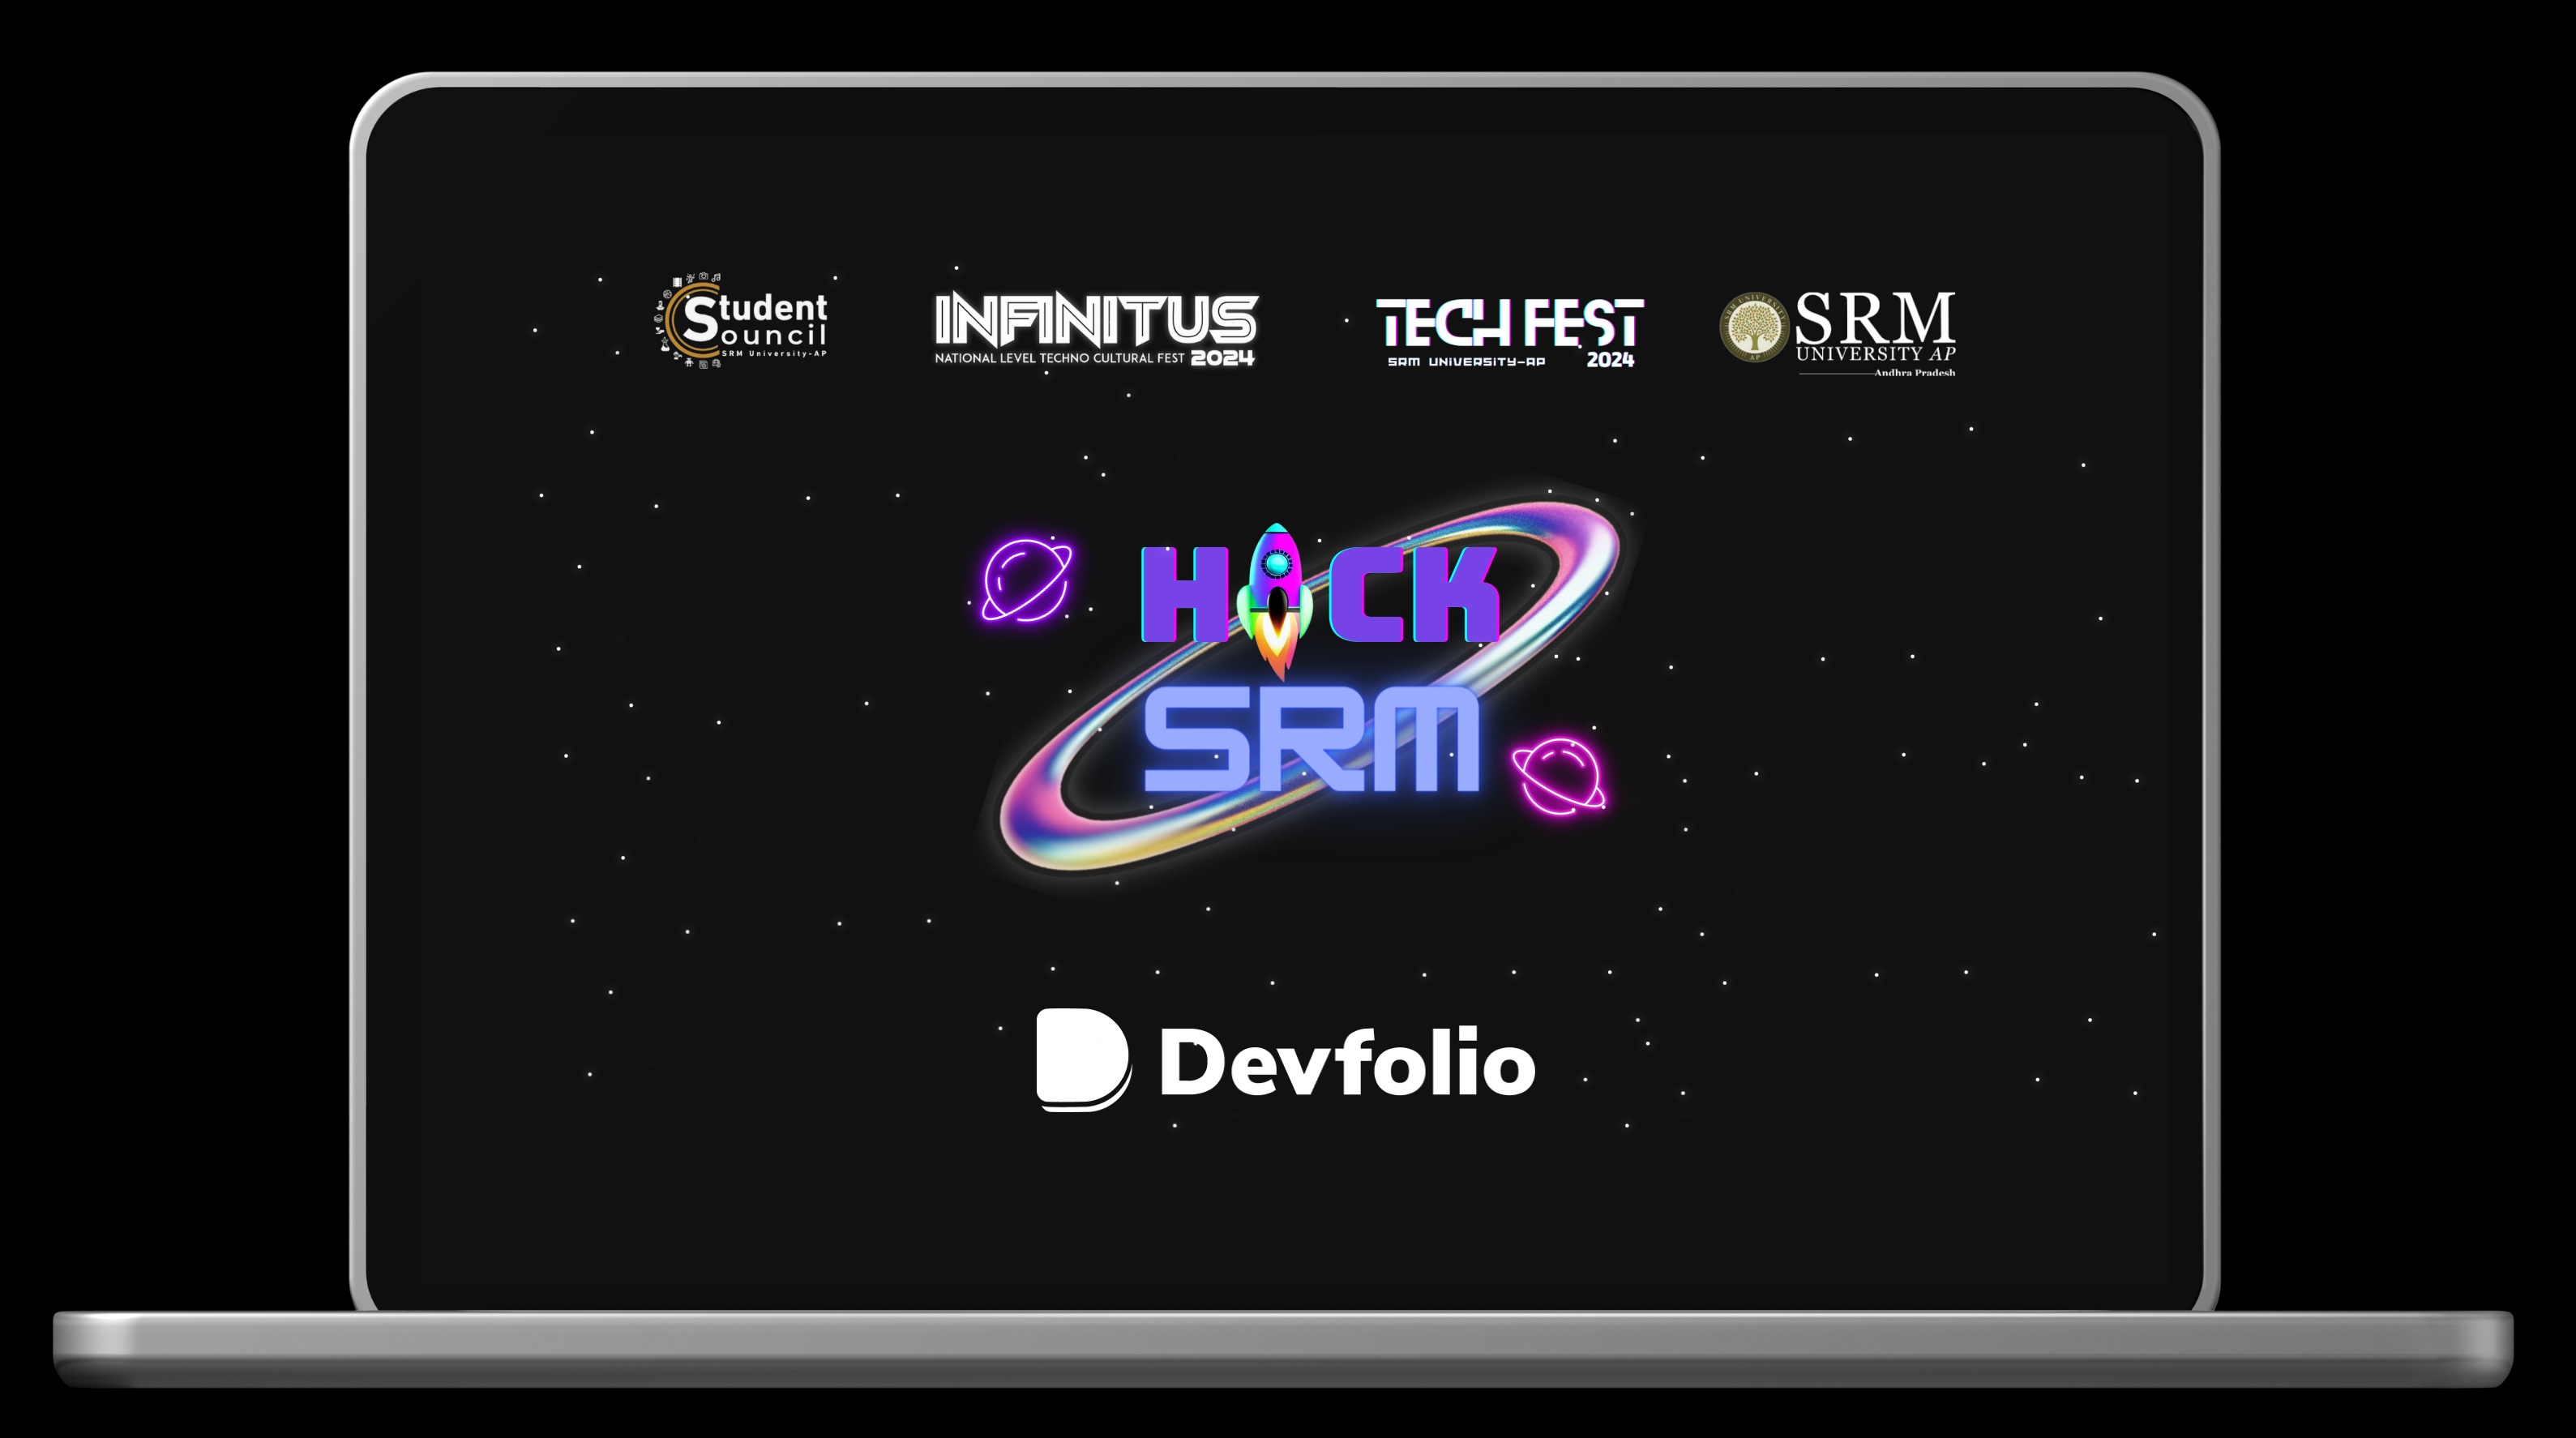 Student
Council
SRM University-AP
INFINITUS
NATIONAL LEVEL TECHNO CULTURAL FEST 2024
TECH FEST
SRM UNIVERSITY-AP 2024
SRM
UNIVERSITY AP
Andhra Pradesh
HACK
SRM
Devfolio